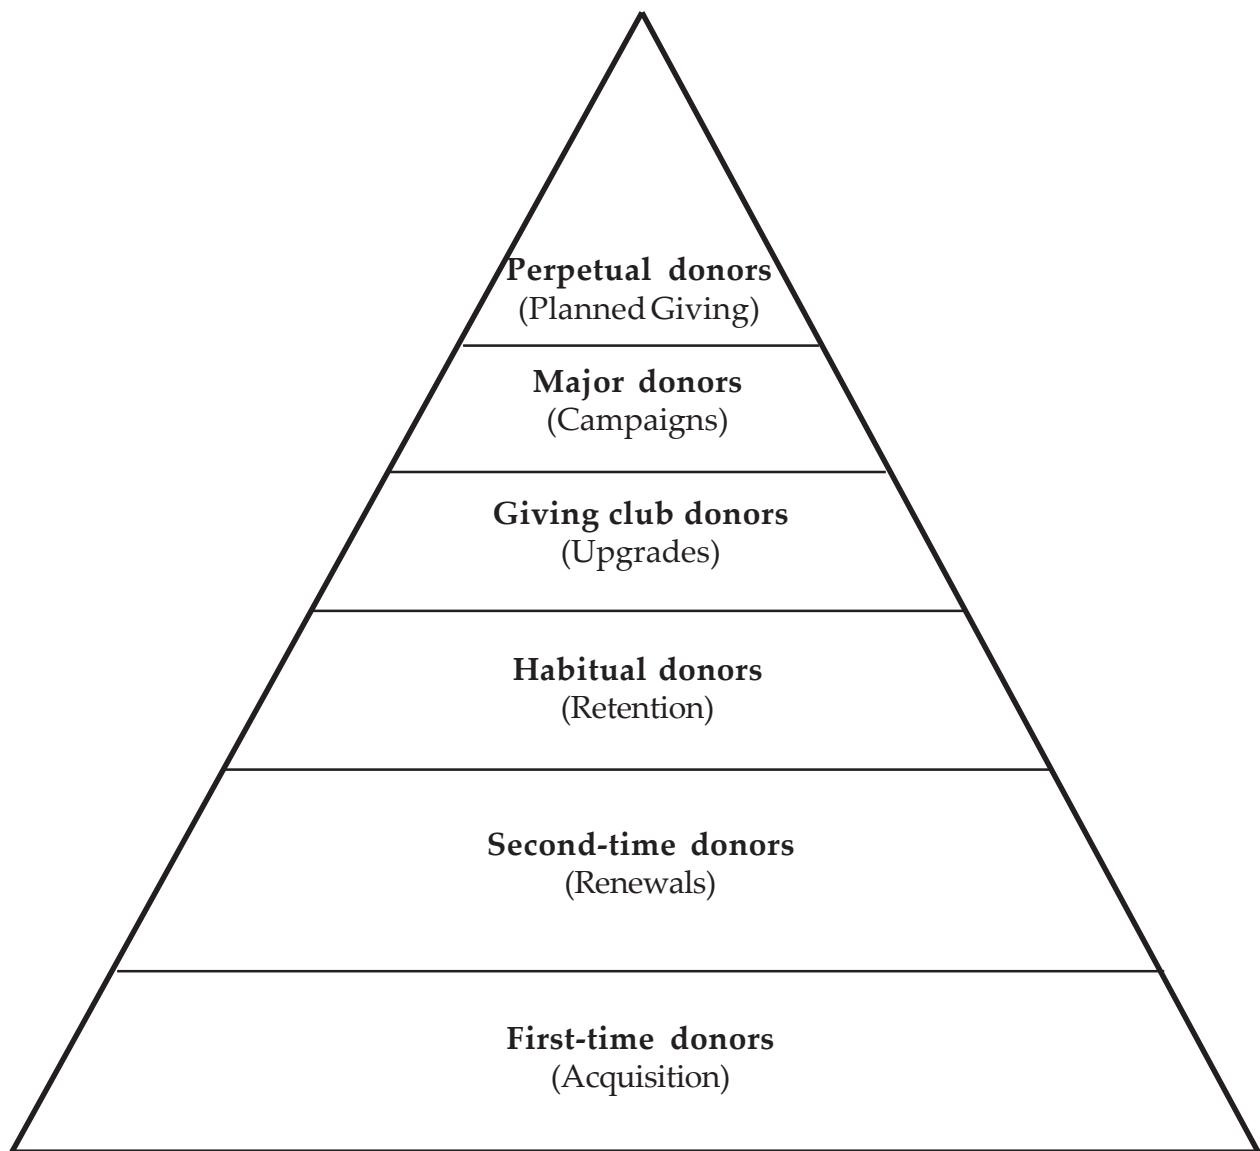 Perpetual donors
(Planned Giving)
Major donors
(Campaigns)
Giving club donors
(Upgrades)
Habitual donors
(Retention)
Second-time donors
(Renewals)
First-time donors
(Acquisition)